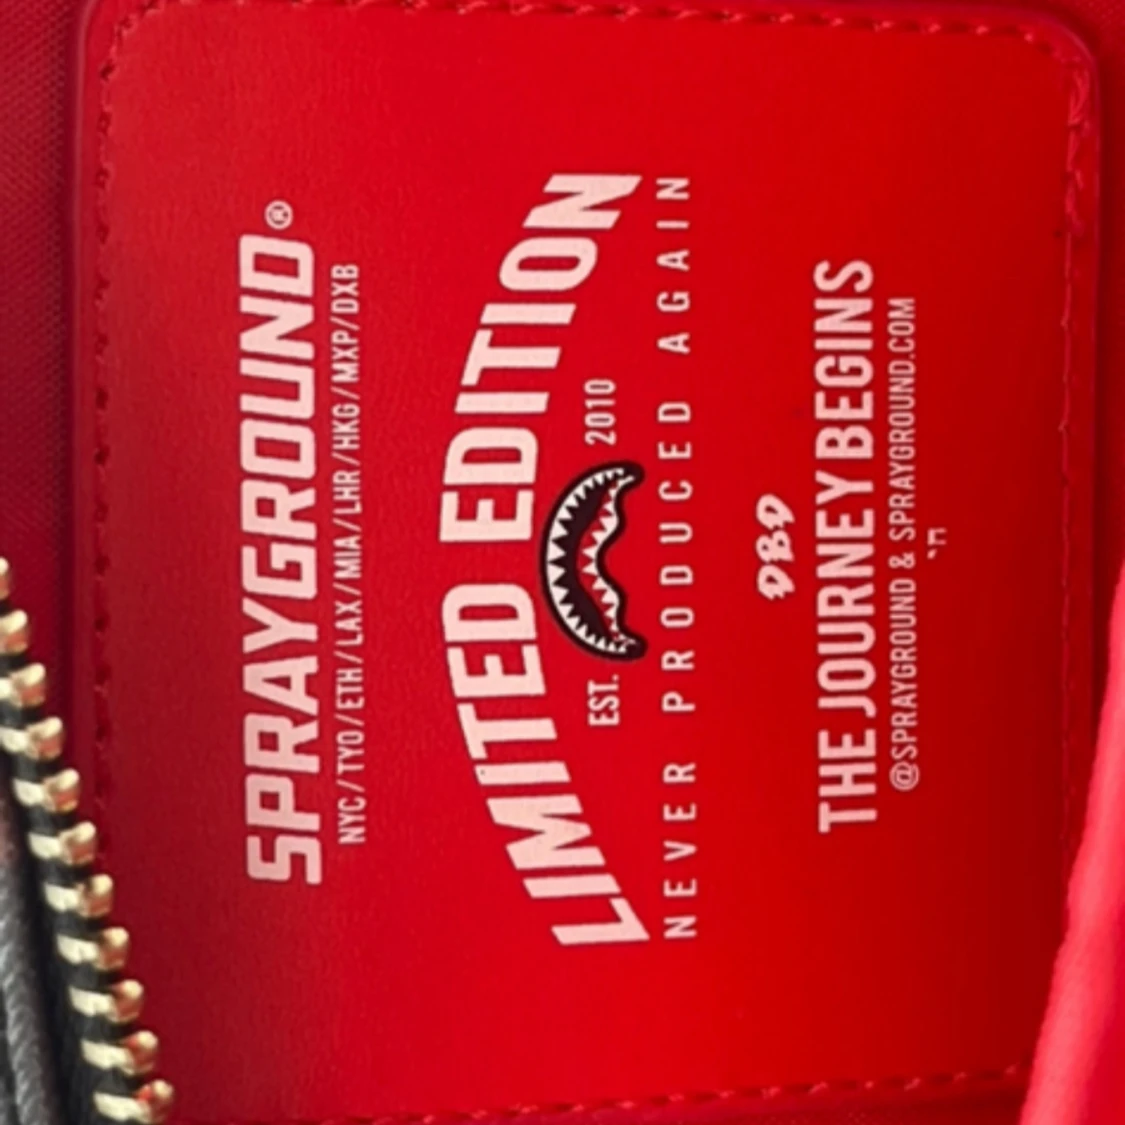 SPRAYGROUND®
NYC/TYO/ETH/LAX/MIA/LHR/HKG/MXP/DXB
LIMITED EDITION
EST. 2010
NEVER PRODUCED AGAIN
DBD
THE JOURNEY BEGINS
@SPRAYGROUND & SPRAYGROUND.COM